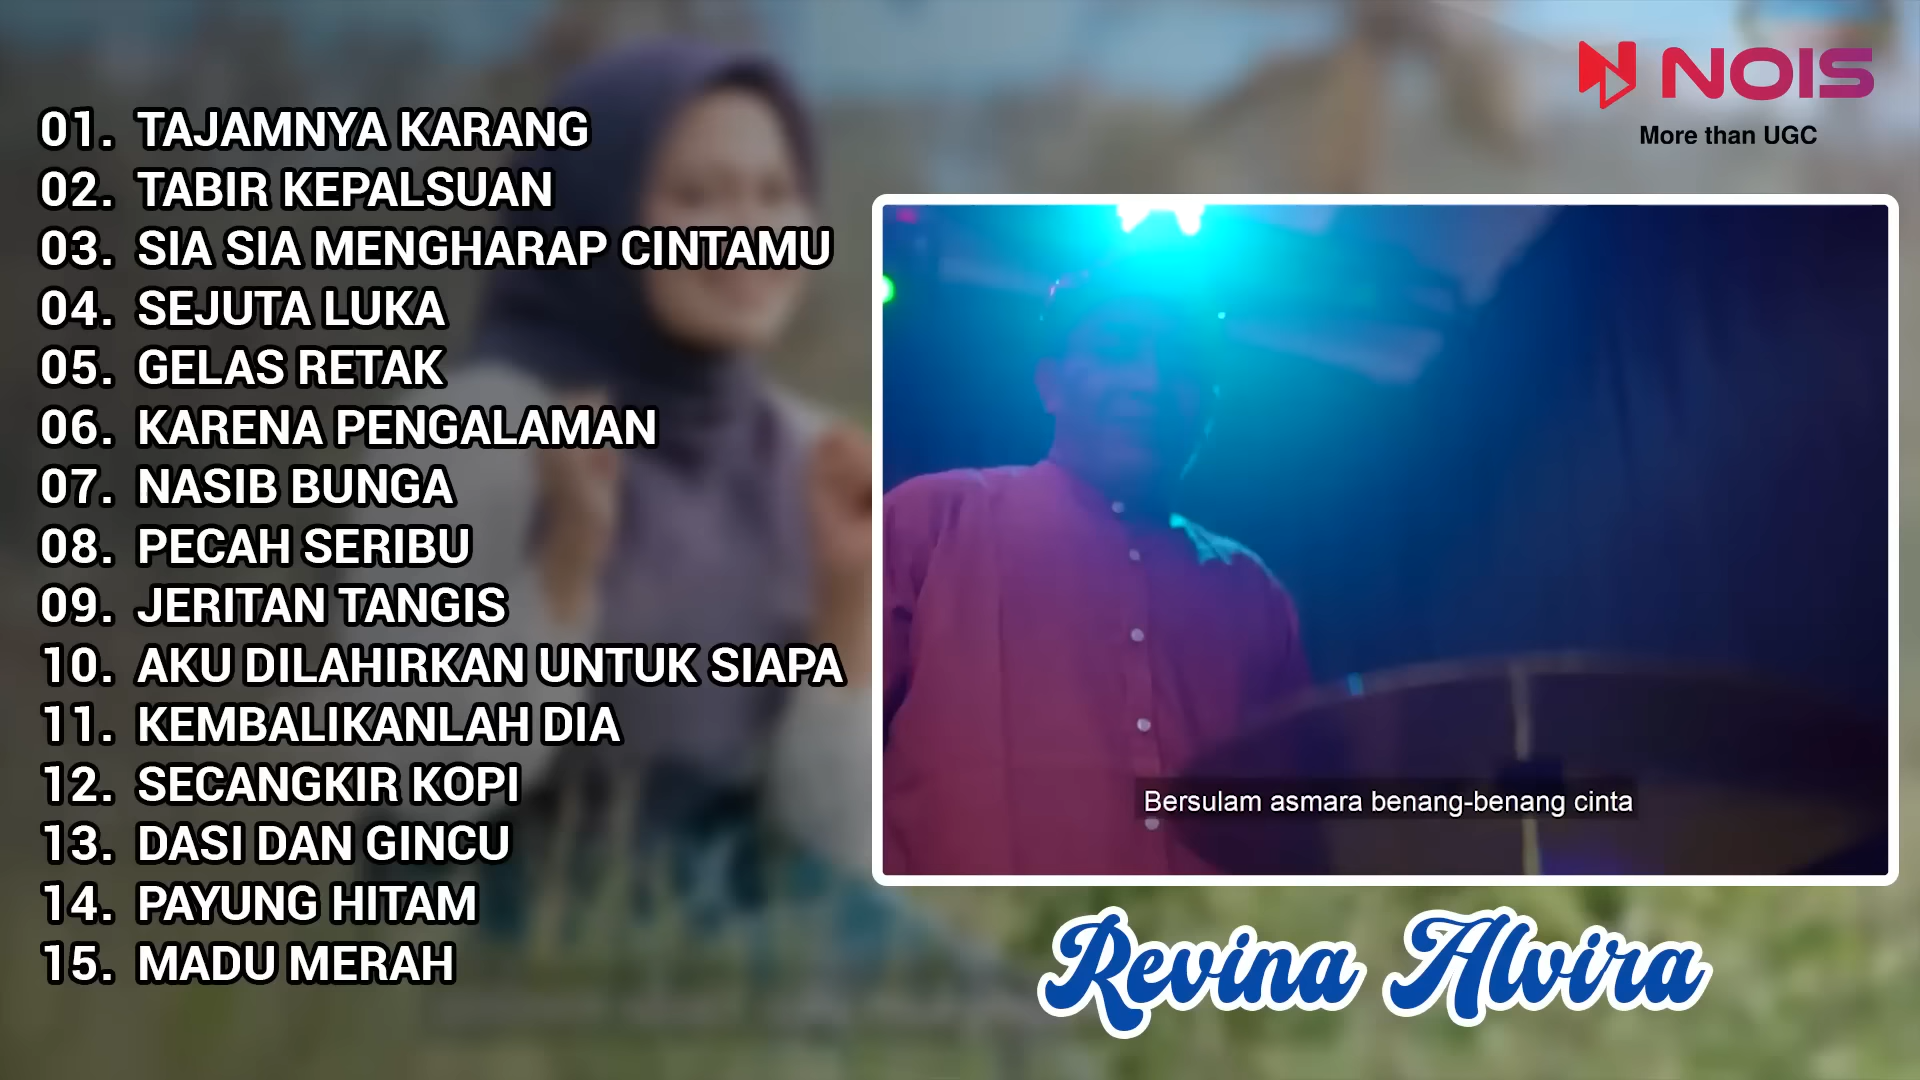 01. TAJAMNYA KARANG
02. TABIR KEPALSUAN
03. SIA SIA MENGHARAP CINTAMU
04. SEJUTA LUKA
05. GELAS RETAK
06. KARENA PENGALAMAN
07. NASIB BUNGA
08. PECAH SERIBU
09. JERITAN TANGIS
10. AKU DILAHIRKAN UNTUK SIAPA
11. KEMBALIKANLAH DIA
12. SECANGKIR KOPI
13. DASI DAN GINCU
14. PAYUNG HITAM
15. MADU MERAH
NOIS
More than UGC
Bersulam asmara benang-benang cinta
Revina Alvira